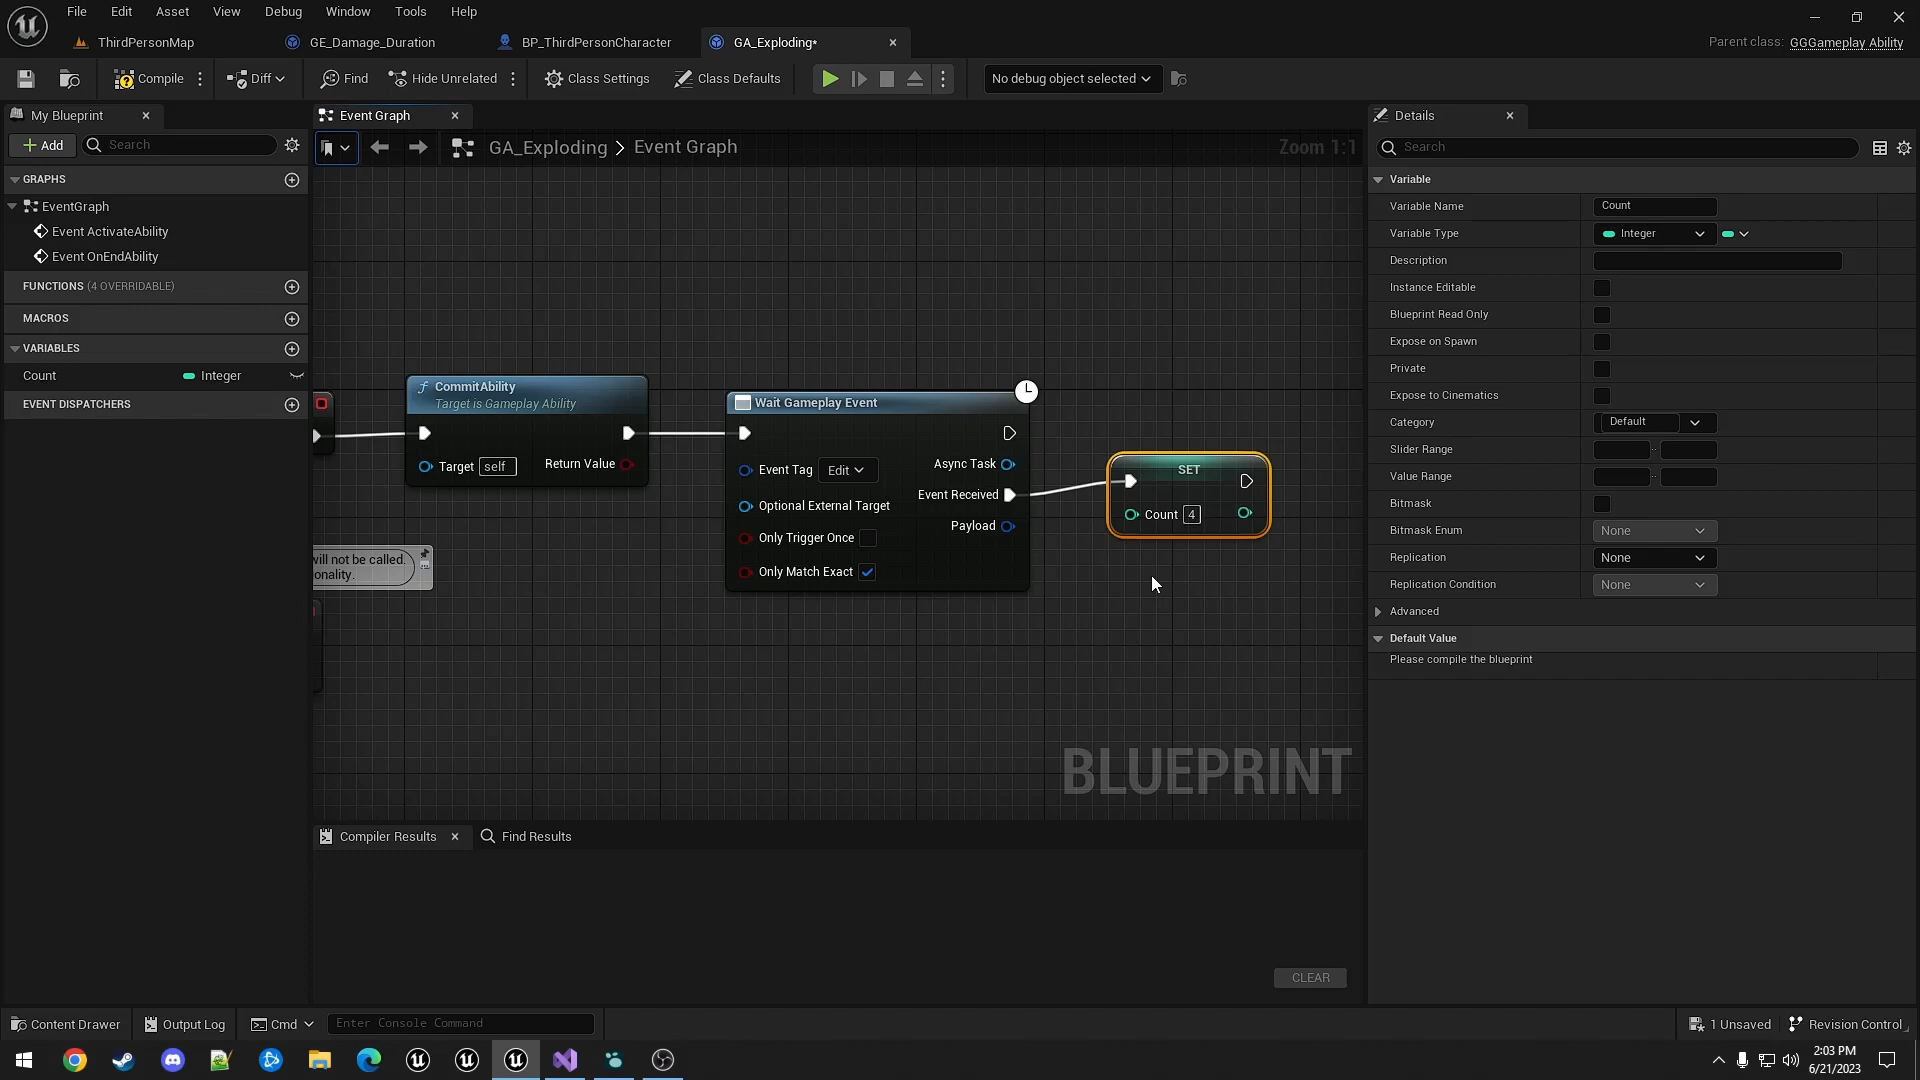 File Edit Asset View Debug Window Tools Help
ThirdPersonMap GE_Damage_Duration BP_ThirdPersonCharacter GA_Exploding* Parent class: GGGameplay Ability
Compile Diff Find Hide Unrelated Class Settings Class Defaults No debug object selected
My Blueprint
Add Search
GRAPHS
EventGraph
Event ActivateAbility
Event OnEndAbility
FUNCTIONS (4 OVERRIDABLE)
MACROS
VARIABLES
Count Integer
EVENT DISPATCHERS
Event Graph
GA_Exploding > Event Graph Zoom 1:1
CommitAbility
Target is Gameplay Ability
Target self Return Value
will not be called.
onality.
Wait Gameplay Event
Async Task
Event Tag Edit
Event Received
Optional External Target
Payload
Only Trigger Once
Only Match Exact
SET
Count 4
BLUEPRINT
Compiler Results Find Results
CLEAR
Details
Search
Variable
Variable Name Count
Variable Type Integer
Description
Instance Editable
Blueprint Read Only
Expose on Spawn
Private
Expose to Cinematics
Category Default
Slider Range
Value Range
Bitmask
Bitmask Enum None
Replication None
Replication Condition None
Advanced
Default Value
Please compile the blueprint
Content Drawer Output Log Cmd Enter Console Command 1 Unsaved Revision Control
2:03 PM
6/21/2023